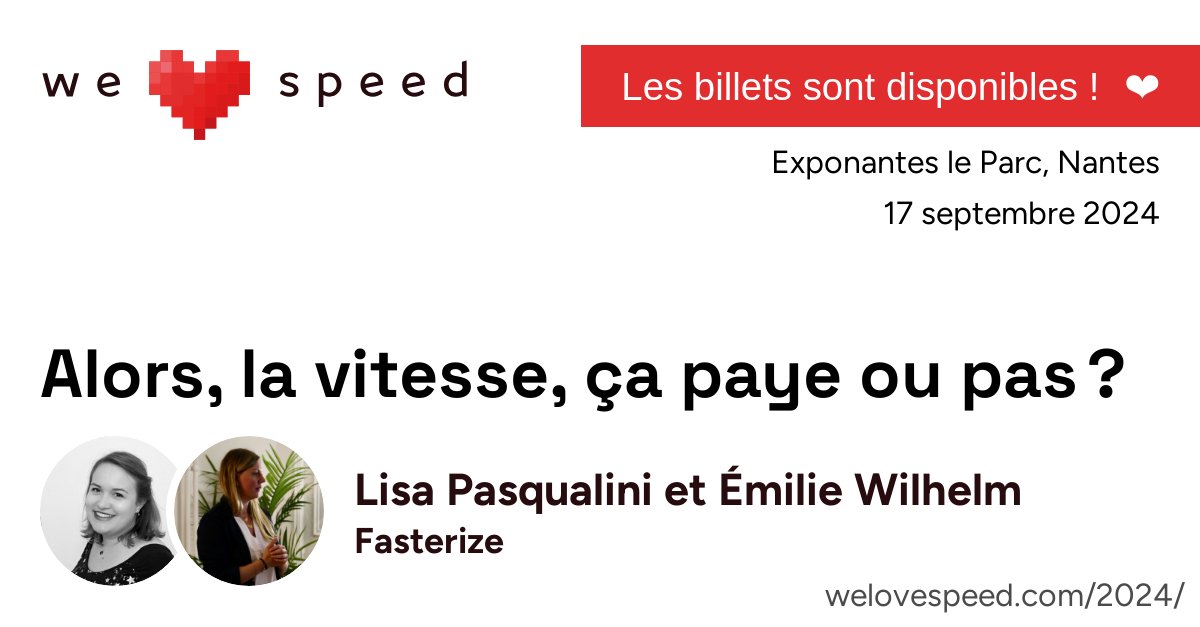 we ❤ speed
Les billets sont disponibles ! ❤
Exponantes le Parc, Nantes
17 septembre 2024
Alors, la vitesse, ça paye ou pas ?
Lisa Pasqualini et Émilie Wilhelm
Fasterize
welovespeed.com/2024/